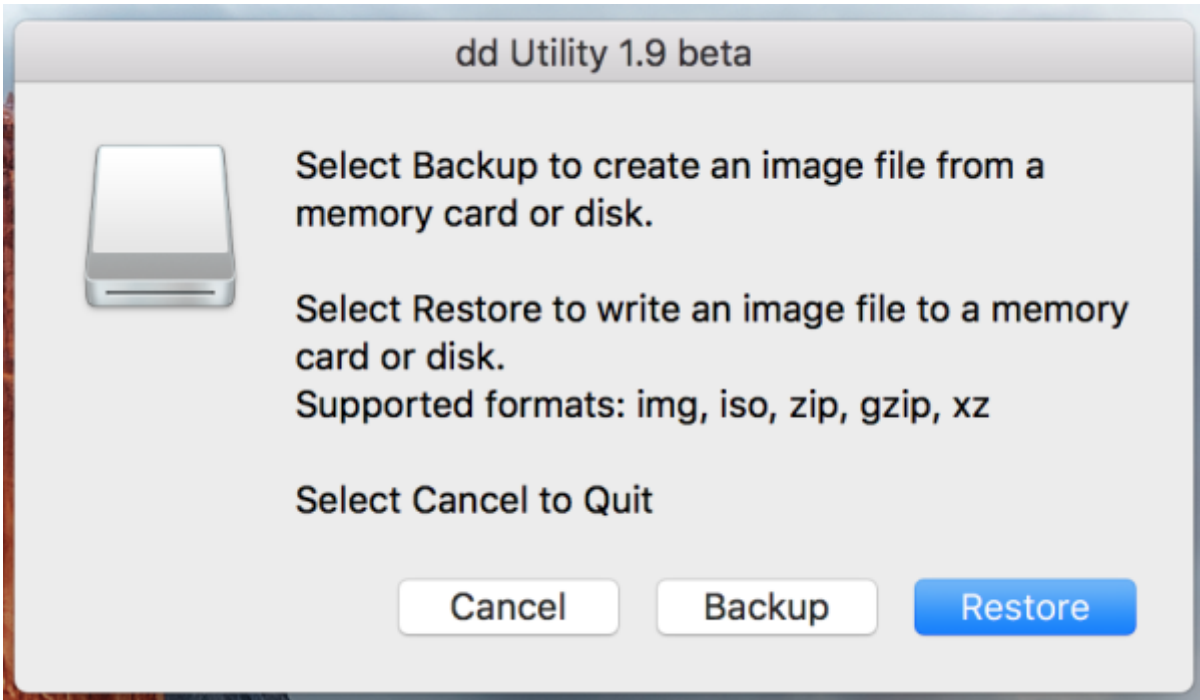 dd Utility 1.9 beta
Select Backup to create an image file from a
memory card or disk.
Select Restore to write an image file to a memory
card or disk.
Supported formats: img, iso, zip, gzip, xz
Select Cancel to Quit
Cancel
Backup
Restore